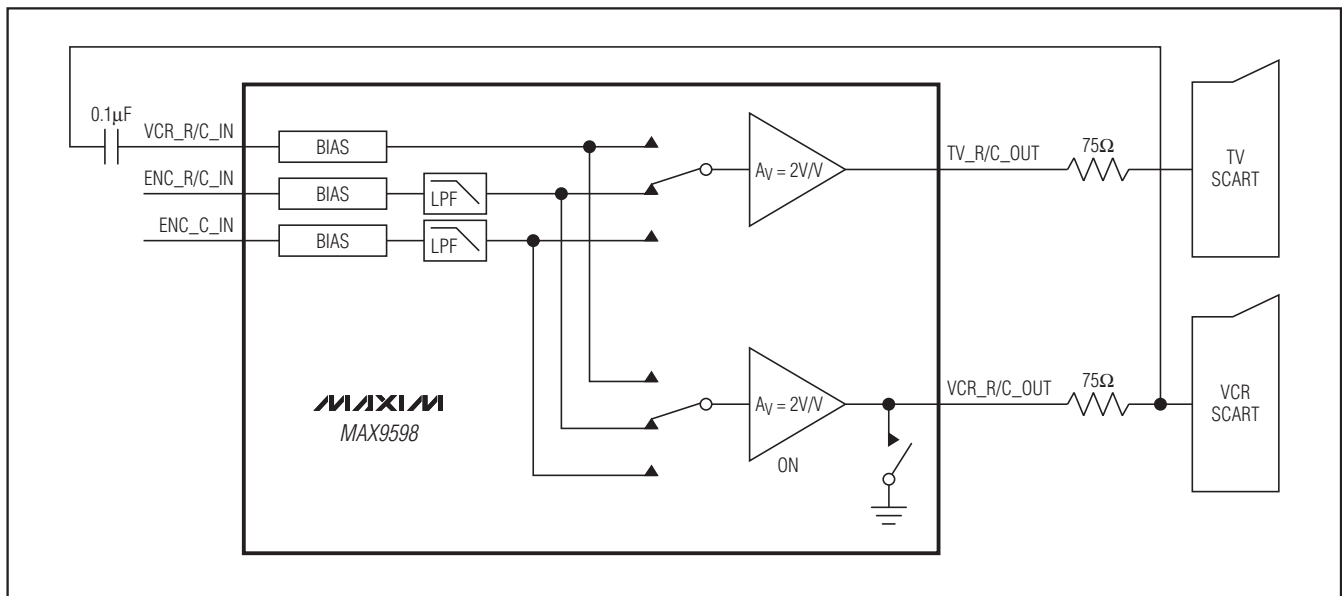 0.1µF
VCR_R/C_IN
BIAS
ENC_R/C_IN
BIAS
LPF
ENC_C_IN
BIAS
LPF
AV = 2V/V
TV_R/C_OUT
75Ω
TV
SCART
MAXIM
MAX9598
AV = 2V/V
ON
VCR_R/C_OUT
75Ω
VCR
SCART